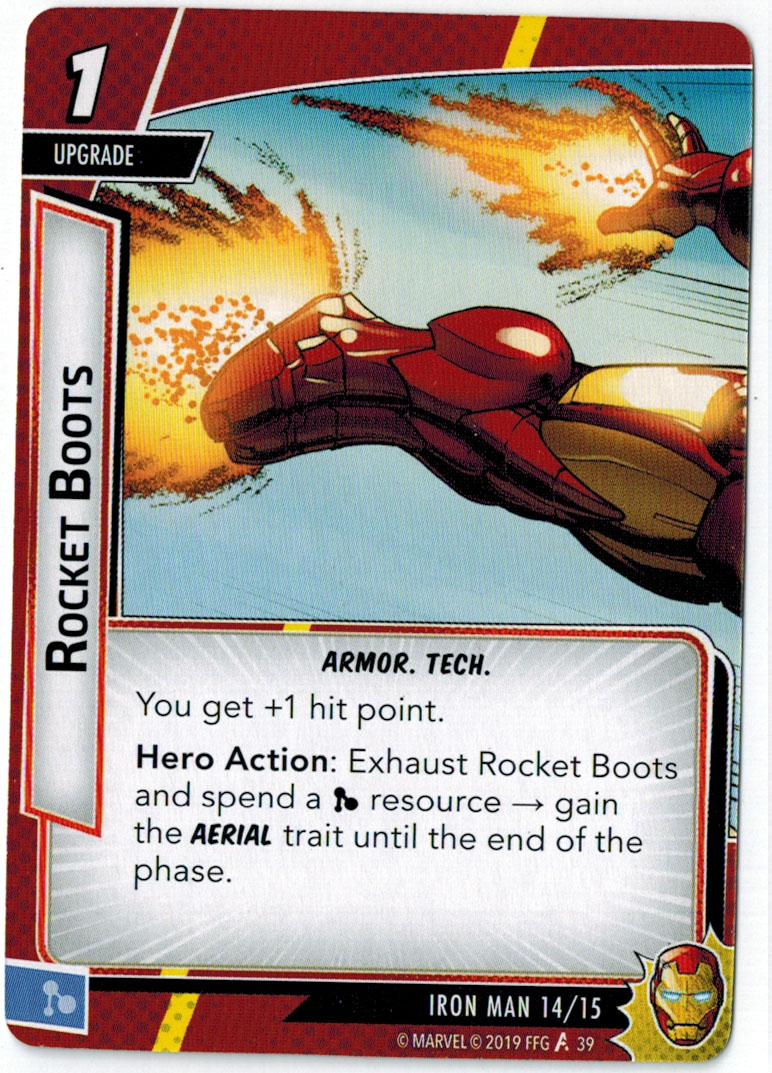 1
UPGRADE
ROCKET BOOTS
ARMOR. TECH.
You get +1 hit point.
Hero Action: Exhaust Rocket Boots
and spend a resource → gain
the AERIAL trait until the end of the
phase.
IRON MAN 14/15
© MARVEL © 2019 FFG A 39